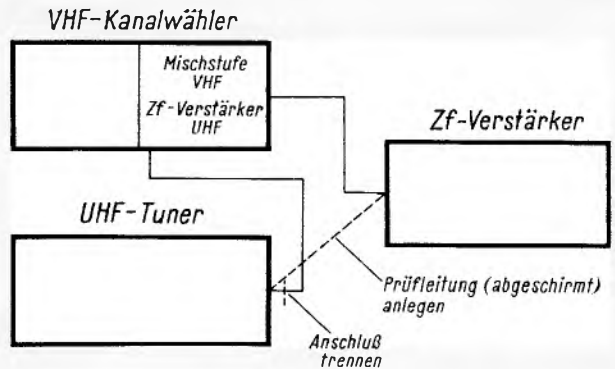 VHF-Kanalwähler
Mischstufe
VHF
Zf-Verstärker
UHF
Zf-Verstärker
UHF-Tuner
Prüfleitung (abgeschirmt)
anlegen
Anschluß
trennen